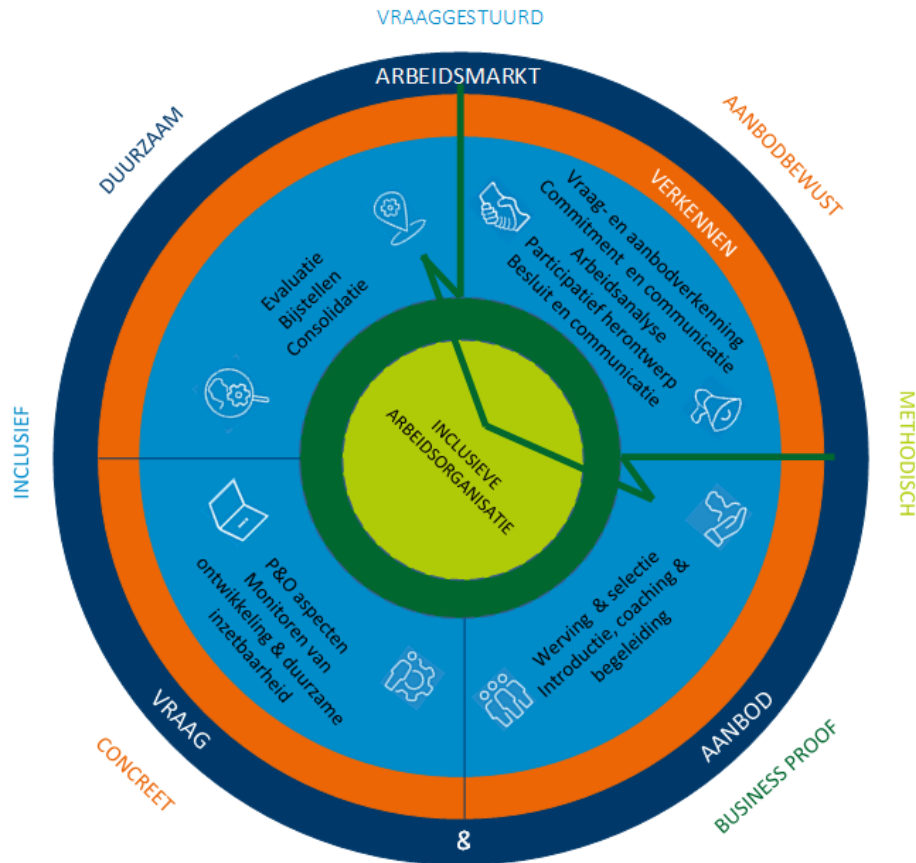 VRAAGGESTUURD
ARBEIDSMARKT
DUURZAAM
AANBODBEWUST
VERKENNEN
Vraag- en aanbodverkenning
Commitment en communicatie
Arbeidsanalyse
Participatief herontwerp
Besluit en communicatie
Evaluatie
Bijstellen
Consolidatie
INCLUSIEF
INCLUSIEVE
ARBEIDSORGANISATIE
METHODISCH
P&O aspecten
Monitoren van
ontwikkeling & duurzame
inzetbaarheid
Werving & selectie
Introductie, coaching &
begeleiding
VRAAG
&
AANBOD
CONCREET
BUSINESS PROOF